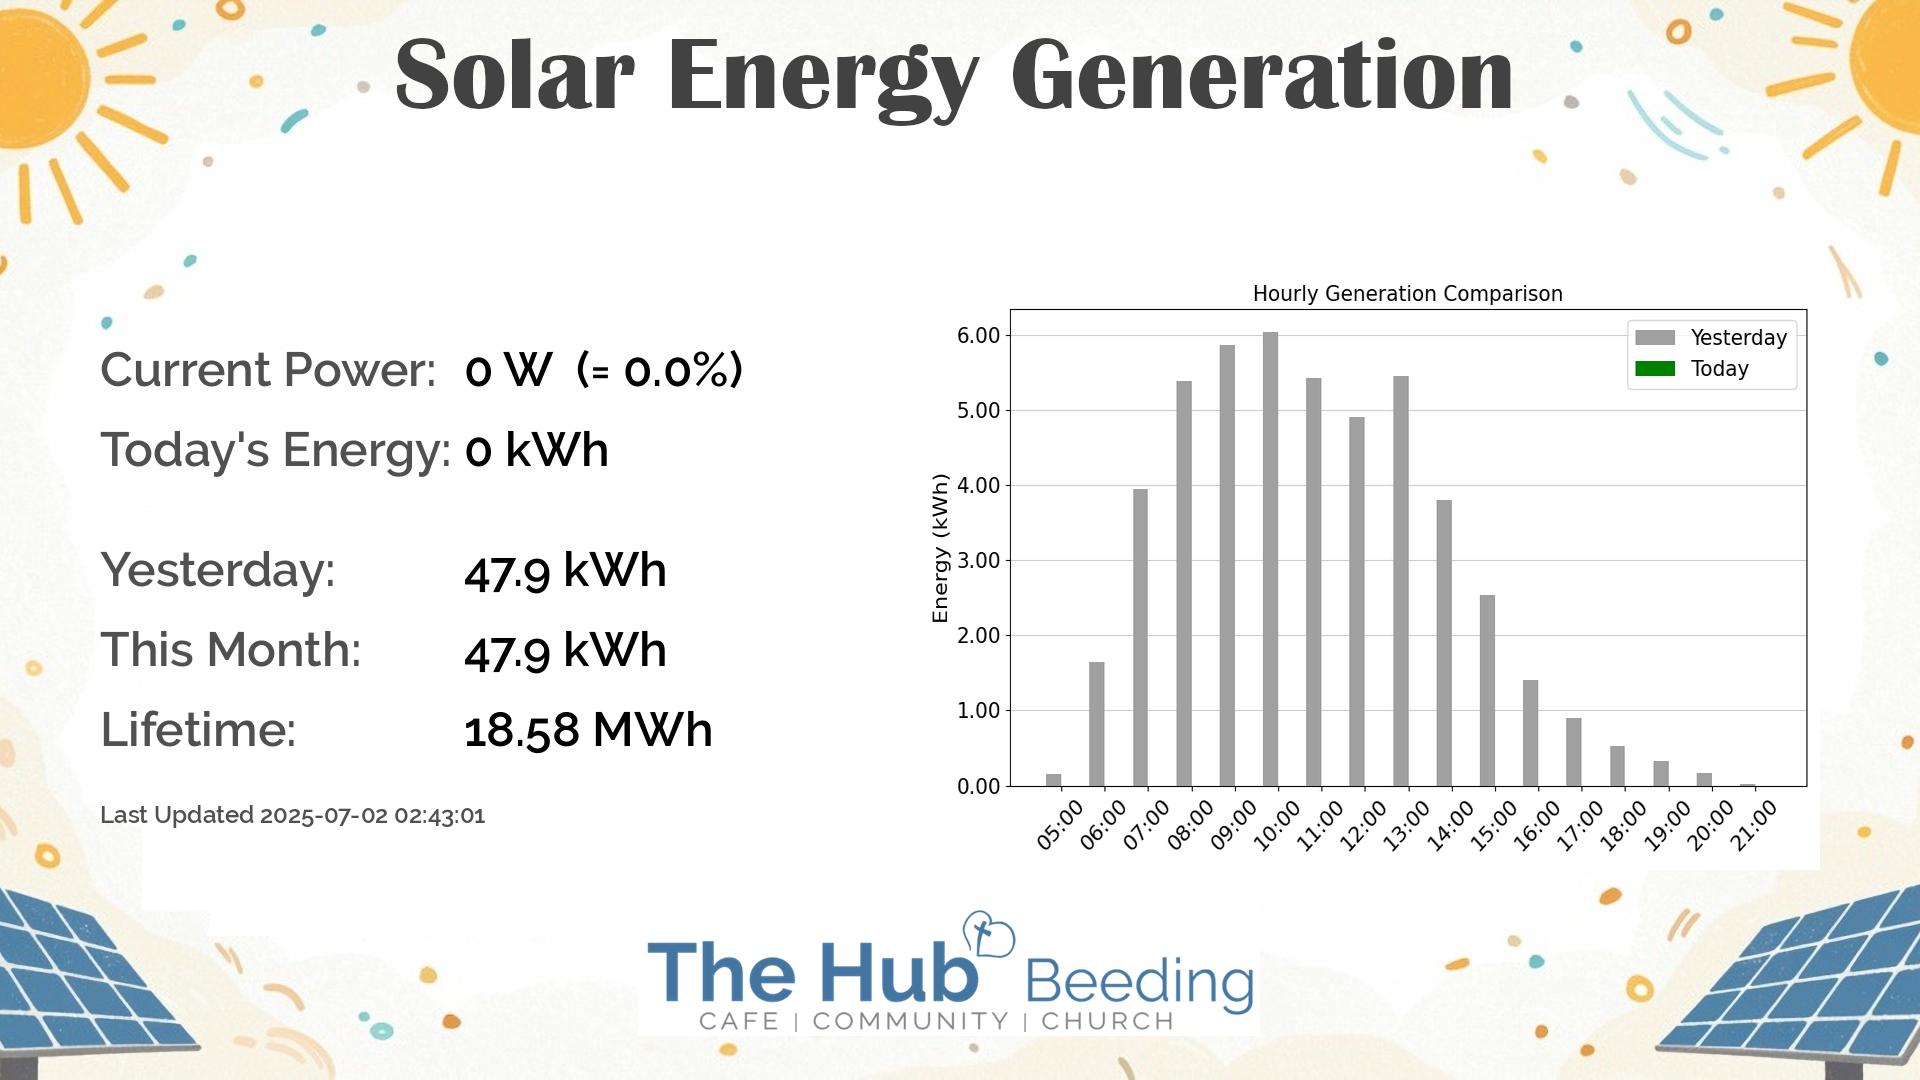 Solar Energy Generation
Current Power: 0 W (= 0.0%)
Today's Energy: 0 kWh
Yesterday: 47.9 kWh
This Month: 47.9 kWh
Lifetime: 18.58 MWh
Last Updated 2025-07-02 02:43:01
Hourly Generation Comparison
Yesterday
Today
Energy (kWh)
6.00
5.00
4.00
3.00
2.00
1.00
0.00
05:00 06:00 07:00 08:00 09:00 10:00 11:00 12:00 13:00 14:00 15:00 16:00 17:00 18:00 19:00 20:00 21:00
The Hub Beeding
CAFE | COMMUNITY | CHURCH